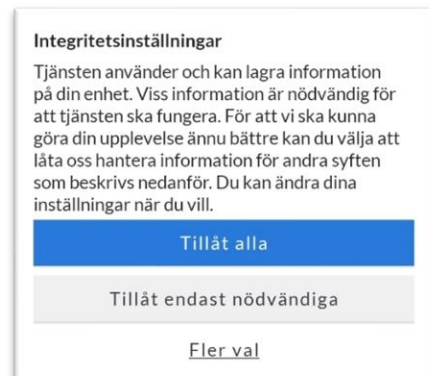 Integritetsinställningar
Tjänsten använder och kan lagra information
på din enhet. Viss information är nödvändig för
att tjänsten ska fungera. För att vi ska kunna
göra din upplevelse ännu bättre kan du välja att
låta oss hantera information för andra syften
som beskrivs nedanför. Du kan ändra dina
inställningar när du vill.
Tillåt alla
Tillåt endast nödvändiga
Fler val